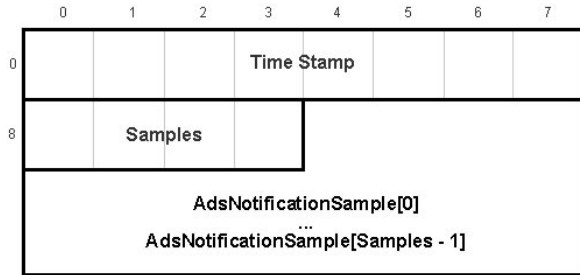 0 1 2 3 4 5 6 7
0 Time Stamp
8 Samples
AdsNotificationSample[0]
...
AdsNotificationSample[Samples - 1]